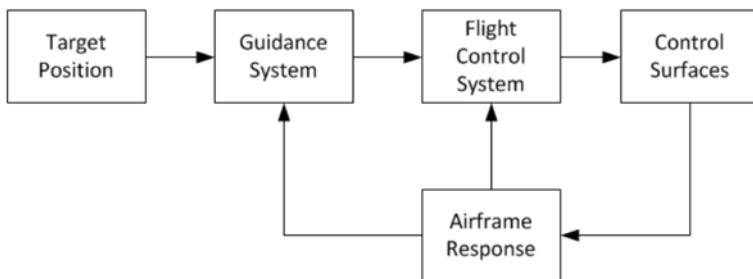 Target
Position
Guidance
System
Flight
Control
System
Control
Surfaces
Airframe
Response